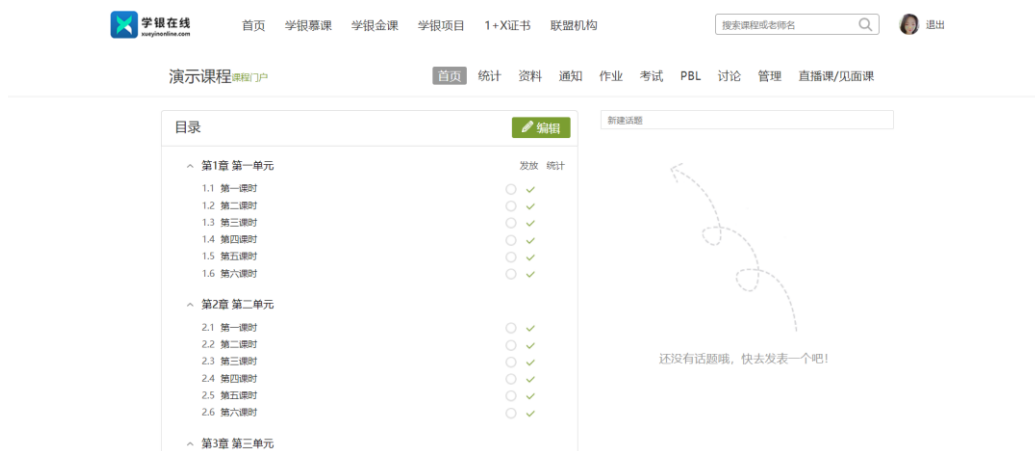 学银在线
xueyinonline.com
首页 学银慕课 学银金课 学银项目 1+X证书 联盟机构
搜索课程或老师名
退出
演示课程 课程门户
首页 统计 资料 通知 作业 考试 PBL 讨论 管理 直播课/见面课
目录
编辑
新建话题
第1章 第一单元
发放 统计
1.1 第一课时
1.2 第二课时
1.3 第三课时
1.4 第四课时
1.5 第五课时
1.6 第六课时
第2章 第二单元
2.1 第一课时
2.2 第二课时
2.3 第三课时
2.4 第四课时
2.5 第五课时
2.6 第六课时
还没有话题哦，快去发表一个吧！
第3章 第三单元